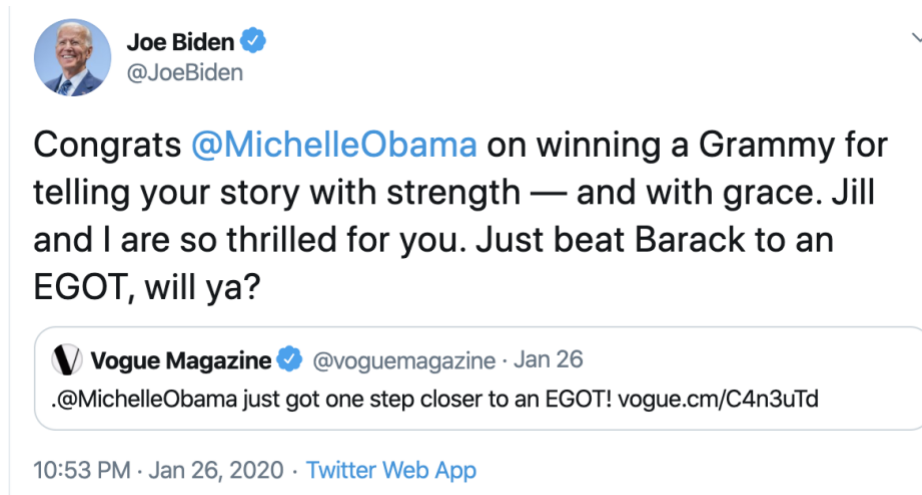 Joe Biden
@JoeBiden
Congrats @MichelleObama on winning a Grammy for
telling your story with strength — and with grace. Jill
and I are so thrilled for you. Just beat Barack to an
EGOT, will ya?
Vogue Magazine @voguemagazine · Jan 26
.@MichelleObama just got one step closer to an EGOT! vogue.cm/C4n3uTd
10:53 PM · Jan 26, 2020 · Twitter Web App